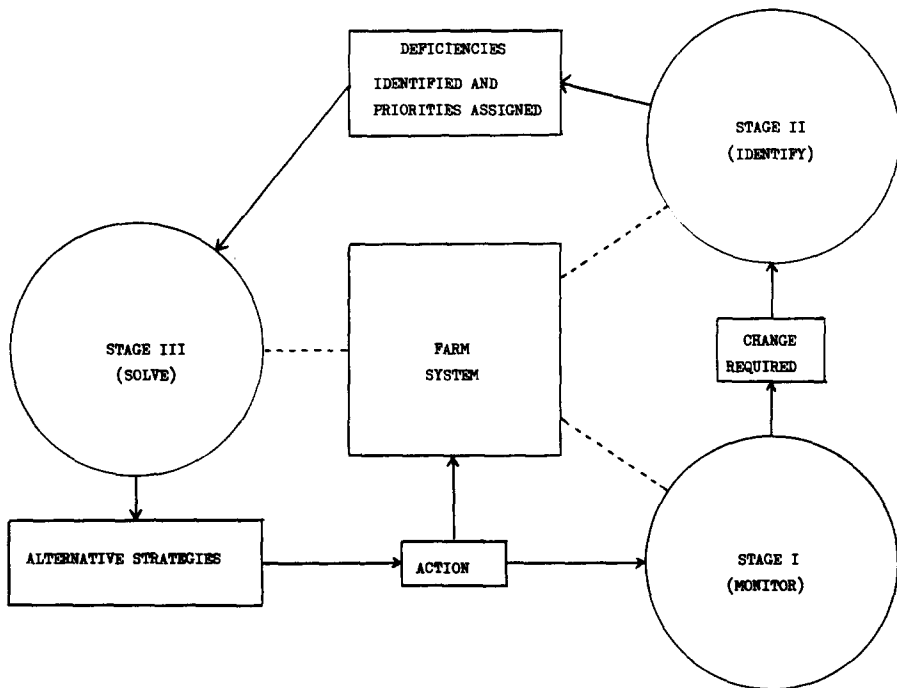 DEFICIENCIES
IDENTIFIED AND
PRIORITIES ASSIGNED
STAGE II
(IDENTIFY)
STAGE III
(SOLVE)
FARM
SYSTEM
CHANGE
REQUIRED
ALTERNATIVE STRATEGIES
ACTION
STAGE I
(MONITOR)